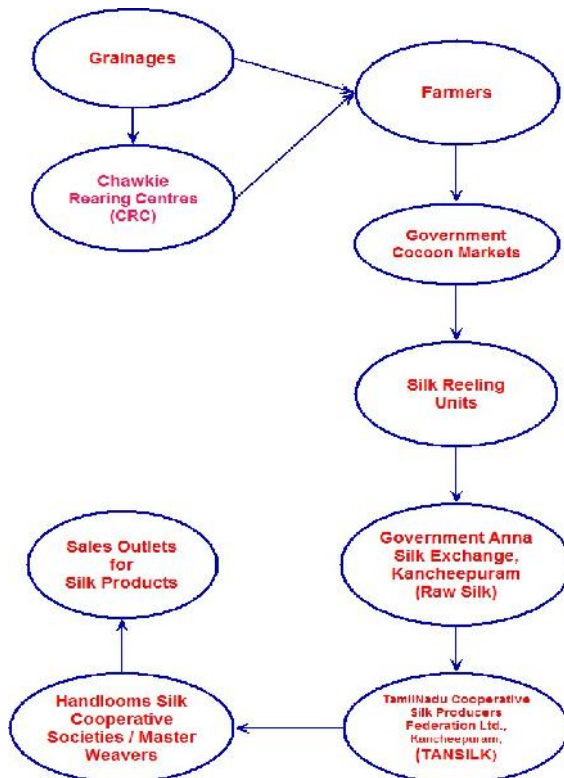 Grainages
Farmers
Chawkie
Rearing Centres
(CRC)
Government
Cocoon Markets
Silk Reeling
Units
Government Anna
Silk Exchange,
Kancheepuram
(Raw Silk)
Sales Outlets
for
Silk Products
TamilNadu Cooperative
Silk Producers
Federation Ltd.,
Kancheepuram,
(TANSILK)
Handlooms Silk
Cooperative
Societies / Master
Weavers